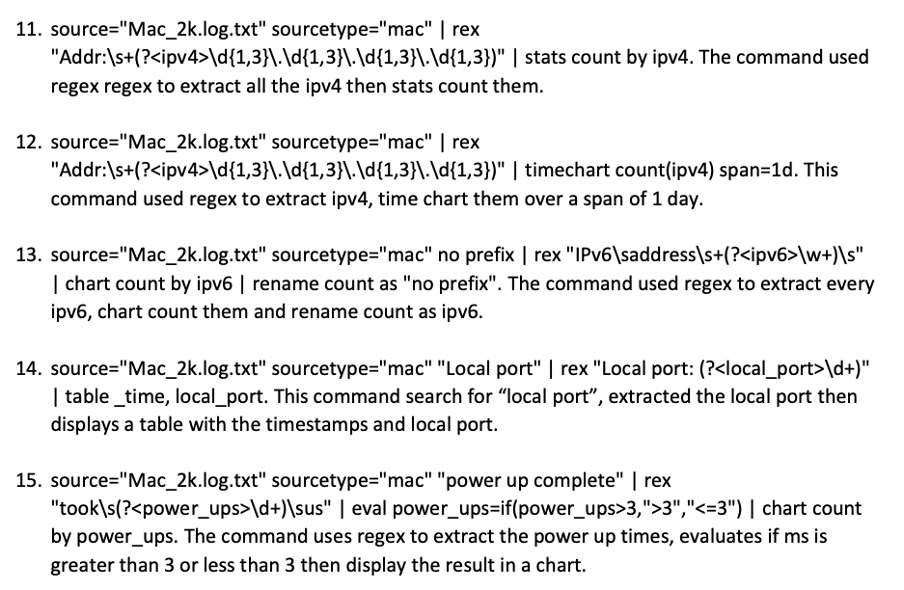 11. source="Mac_2k.log.txt" sourcetype="mac" | rex
"Addr:\s+(?<ipv4>\d{1,3}\.\d{1,3}\.\d{1,3}\.\d{1,3})" | stats count by ipv4. The command used
regex regex to extract all the ipv4 then stats count them.
12. source="Mac_2k.log.txt" sourcetype="mac" | rex
"Addr:\s+(?<ipv4>\d{1,3}\.\d{1,3}\.\d{1,3}\.\d{1,3})" | timechart count(ipv4) span=1d. This
command used regex to extract ipv4, time chart them over a span of 1 day.
13. source="Mac_2k.log.txt" sourcetype="mac" no prefix | rex "IPv6\saddress\s+(?<ipv6>\w+)\s"
| chart count by ipv6 | rename count as "no prefix". The command used regex to extract every
ipv6, chart count them and rename count as ipv6.
14. source="Mac_2k.log.txt" sourcetype="mac" "Local port" | rex "Local port: (?<local_port>\d+)"
| table _time, local_port. This command search for “local port”, extracted the local port then
displays a table with the timestamps and local port.
15. source="Mac_2k.log.txt" sourcetype="mac" "power up complete" | rex
"took\s(?<power_ups>\d+)\sus" | eval power_ups=if(power_ups>3,">3","<=3") | chart count
by power_ups. The command uses regex to extract the power up times, evaluates if ms is
greater than 3 or less than 3 then display the result in a chart.